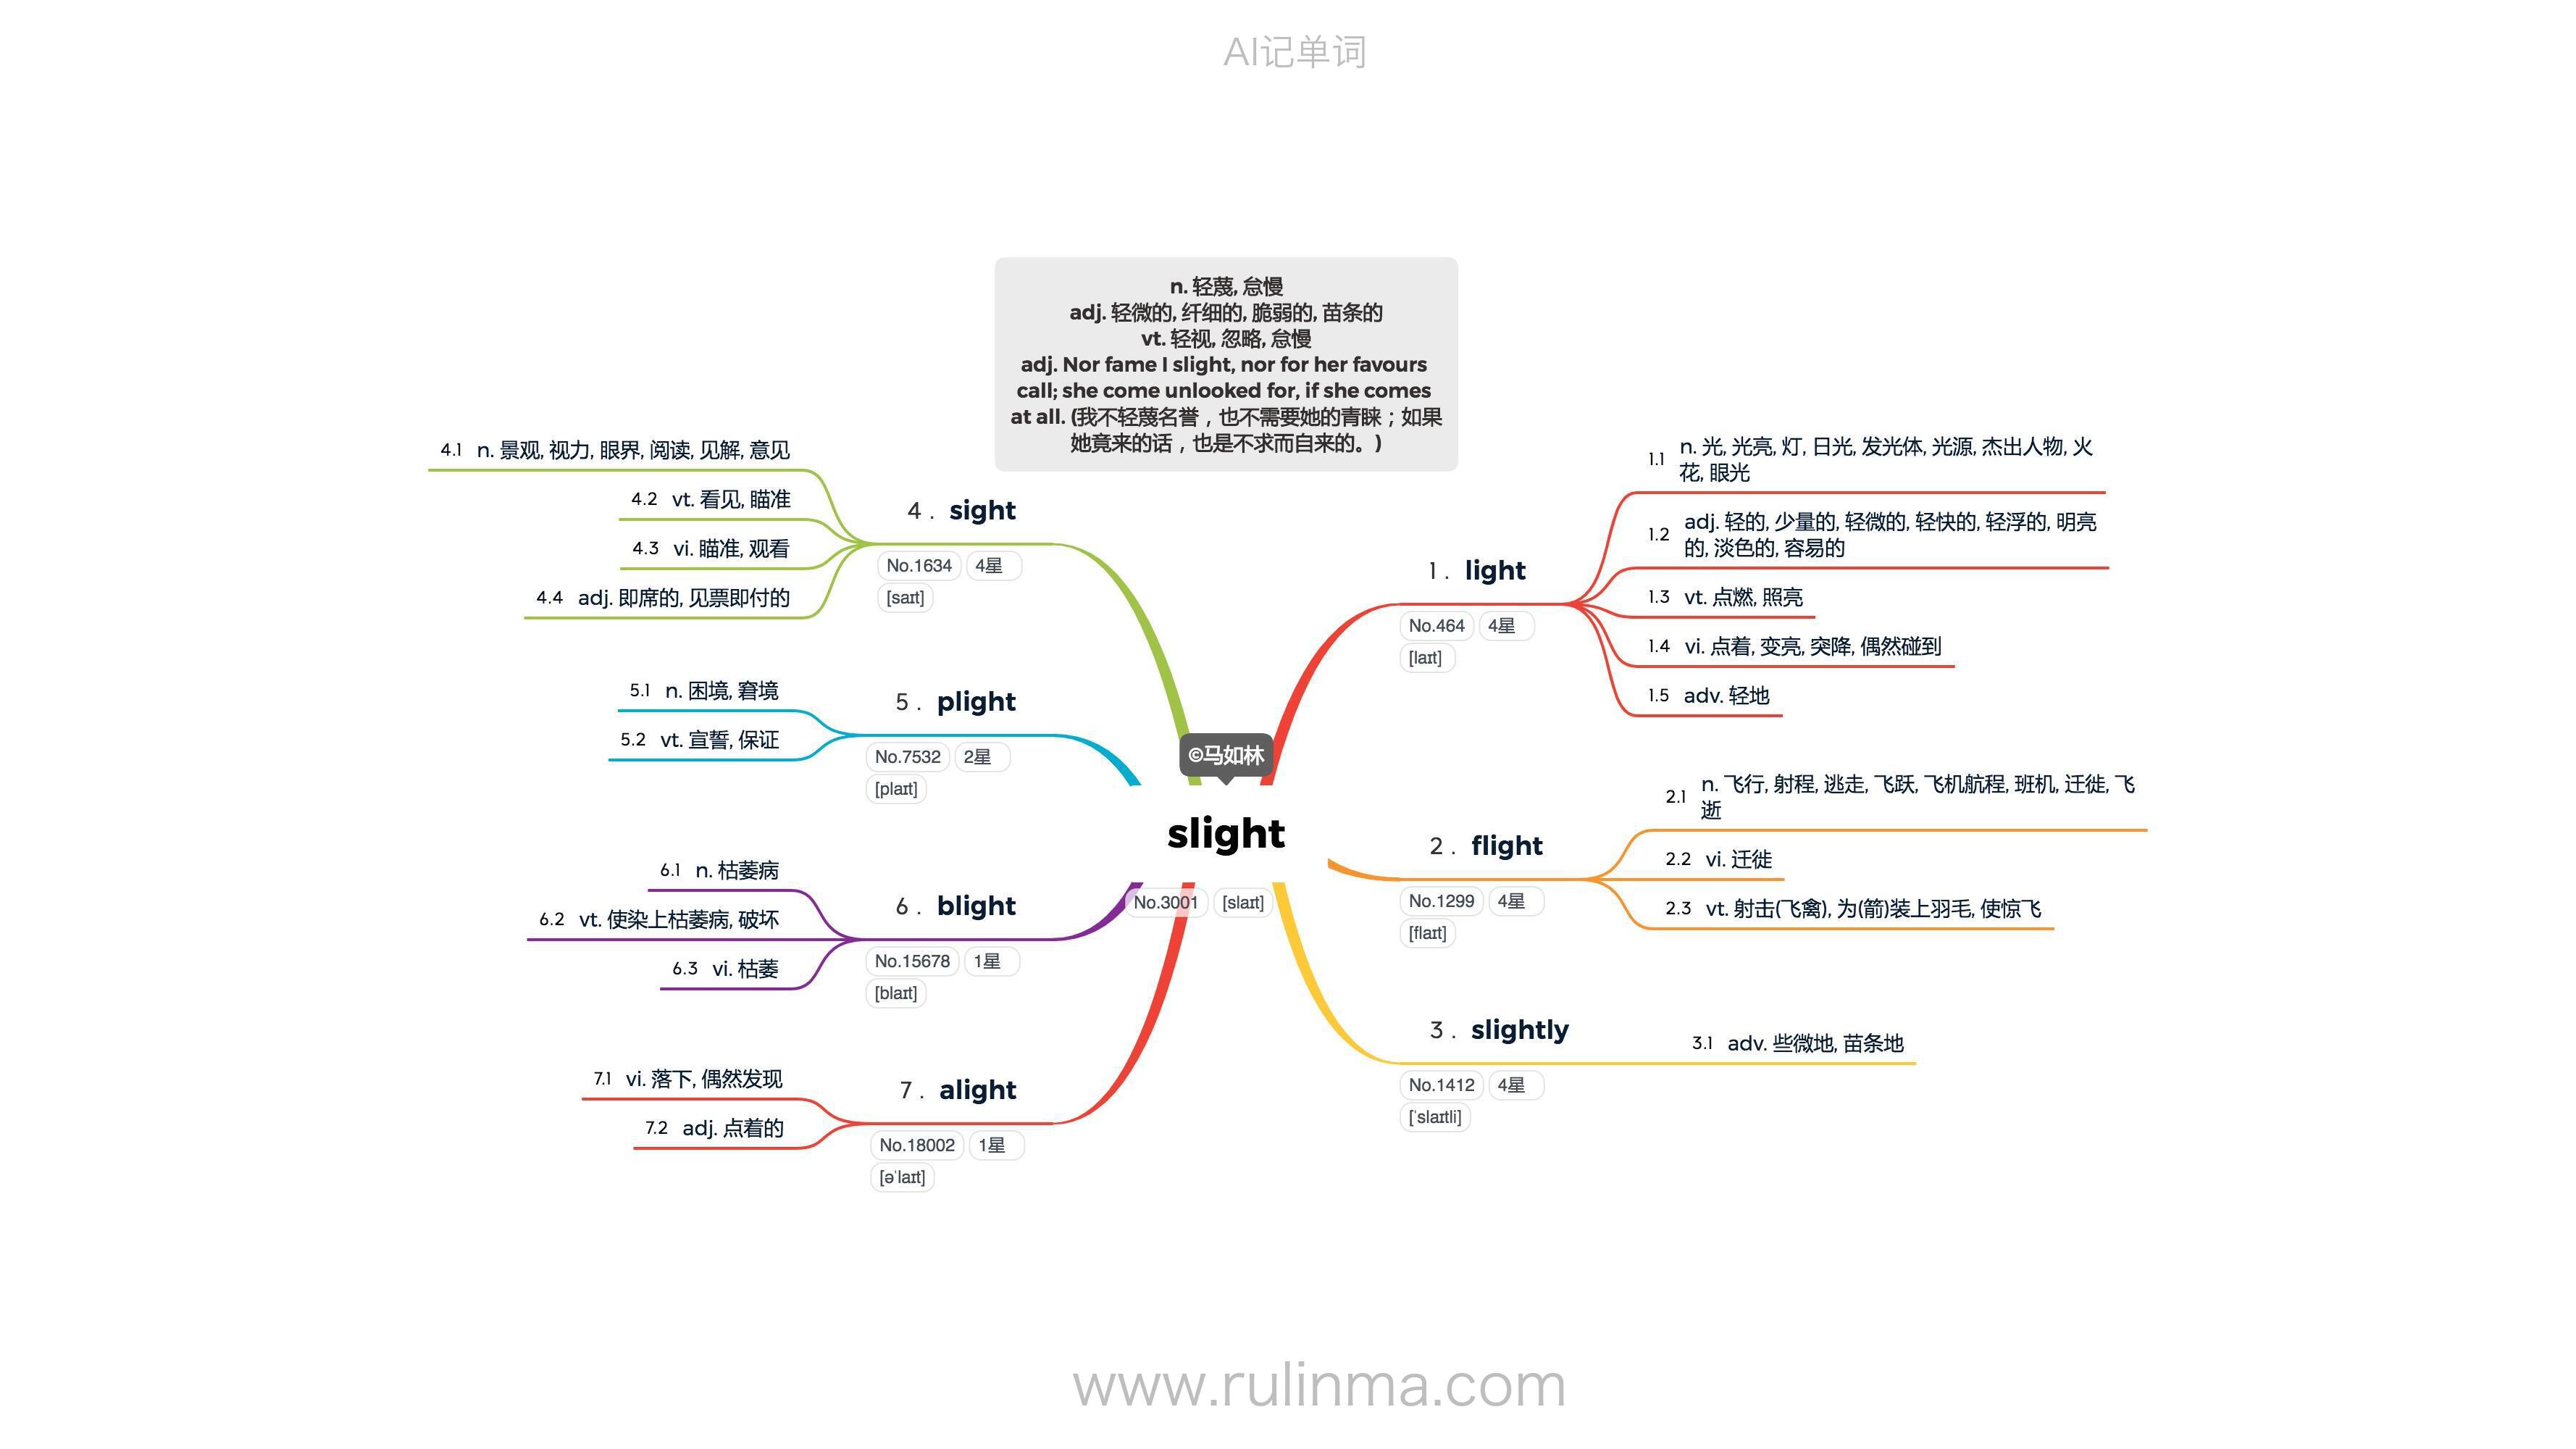 AI记单词
n. 轻蔑, 怠慢
adj. 轻微的, 纤细的, 脆弱的, 苗条的
vt. 轻视, 忽略, 怠慢
adj. Nor fame I slight, nor for her favours
call; she come unlooked for, if she comes
at all. (我不轻蔑名誉，也不需要她的青睐；如果
她竟来的话，也是不求而自来的。)
©马如林
slight
No.3001 [slaɪt]
1. light
No.464 4星
[laɪt]
1.1 n. 光, 光亮, 灯, 日光, 发光体, 光源, 杰出人物, 火
花, 眼光
1.2 adj. 轻的, 少量的, 轻微的, 轻快的, 轻浮的, 明亮
的, 淡色的, 容易的
1.3 vt. 点燃, 照亮
1.4 vi. 点着, 变亮, 突降, 偶然碰到
1.5 adv. 轻地
2. flight
No.1299 4星
[flaɪt]
2.1 n. 飞行, 射程, 逃走, 飞跃, 飞机航程, 班机, 迁徙, 飞
逝
2.2 vi. 迁徙
2.3 vt. 射击(飞禽), 为(箭)装上羽毛, 使惊飞
3. slightly
No.1412 4星
[ˈslaɪtli]
3.1 adv. 些微地, 苗条地
4. sight
No.1634 4星
[saɪt]
4.1 n. 景观, 视力, 眼界, 阅读, 见解, 意见
4.2 vt. 看见, 瞄准
4.3 vi. 瞄准, 观看
4.4 adj. 即席的, 见票即付的
5. plight
No.7532 2星
[plaɪt]
5.1 n. 困境, 窘境
5.2 vt. 宣誓, 保证
6. blight
No.15678 1星
[blaɪt]
6.1 n. 枯萎病
6.2 vt. 使染上枯萎病, 破坏
6.3 vi. 枯萎
7. alight
No.18002 1星
[əˈlaɪt]
7.1 vi. 落下, 偶然发现
7.2 adj. 点着的
www.rulinma.com